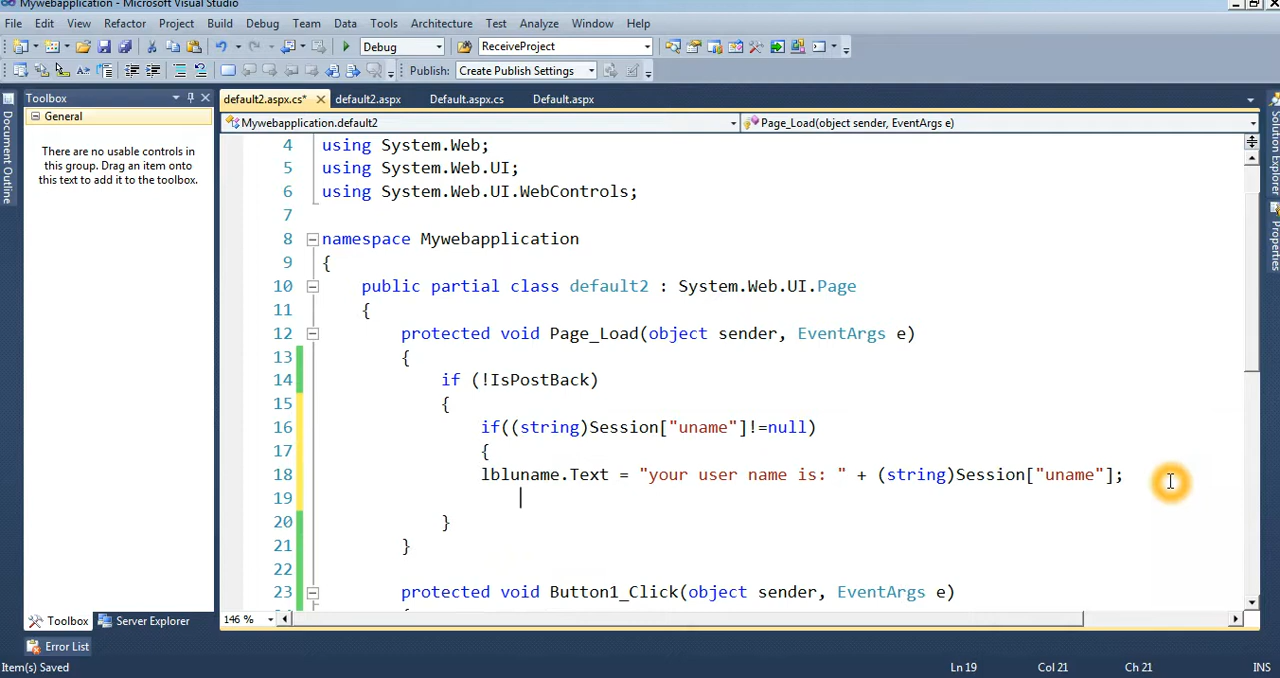 Mywebapplication - Microsoft Visual Studio
File Edit View Refactor Project Build Debug Team Data Tools Architecture Test Analyze Window Help
Debug ReceiveProject
Publish: Create Publish Settings
Toolbox default2.aspx.cs* default2.aspx Default.aspx.cs Default.aspx
General
Mywebapplication.default2 Page_Load(object sender, EventArgs e)
There are no usable controls in
this group. Drag an item onto
this text to add it to the toolbox.
Document Outline
Solution Explorer
Properties
4 using System.Web;
5 using System.Web.UI;
6 using System.Web.UI.WebControls;
7
8 namespace Mywebapplication
9 {
10 public partial class default2 : System.Web.UI.Page
11 {
12 protected void Page_Load(object sender, EventArgs e)
13 {
14 if (!IsPostBack)
15 {
16 if((string)Session["uname"]!=null)
17 {
18 lbluname.Text = "your user name is: " + (string)Session["uname"];
19
20 }
21 }
22
23 protected void Button1_Click(object sender, EventArgs e)
146 %
Toolbox Server Explorer
Error List
Item(s) Saved Ln 19 Col 21 Ch 21 INS